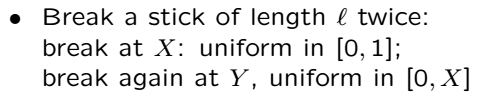 • Break a stick of length ℓ twice:
break at X: uniform in [0, 1];
break again at Y, uniform in [0, X]